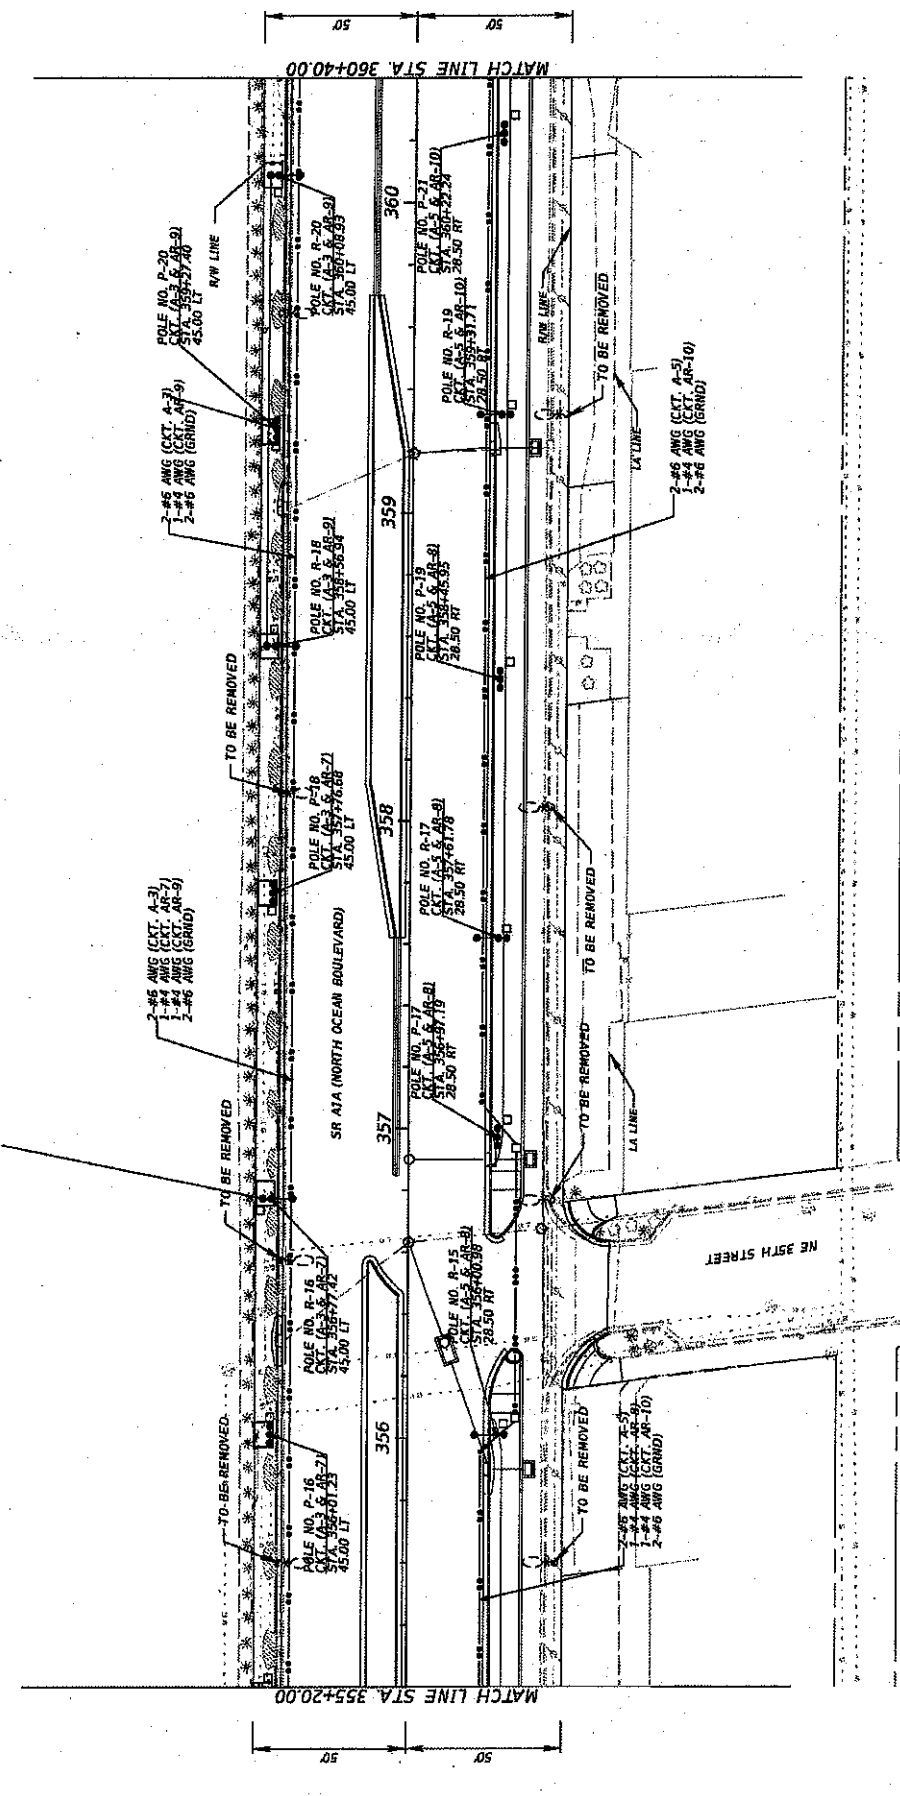 50'
50'
MATCH LINE STA. 360+40.00
POLE NO. P-20
CKT. (A-3 & AR-9)
STA. 359+27.40
45.00 LT
R/W LINE
POLE NO. R-20
CKT. (A-3 & AR-9)
STA. 360+08.93
45.00 LT
360
POLE NO. P-21
CKT. (A-5 & AR-10)
STA. 360+22.24
28.50 RT
POLE NO. R-19
CKT. (A-5 & AR-10)
STA. 359+31.71
28.50 RT
R/W LINE
TO BE REMOVED
LA LINE
2-#6 AWG (CKT. A-5)
1-#4 AWG (CKT. AR-10)
2-#6 AWG (GRND)
2-#6 AWG (CKT. A-3)
1-#4 AWG (CKT. AR-9)
2-#6 AWG (GRND)
359
POLE NO. R-18
CKT. (A-3 & AR-9)
STA. 358+56.94
45.00 LT
POLE NO. P-19
CKT. (A-5 & AR-8)
STA. 358+45.95
28.50 RT
TO BE REMOVED
POLE NO. P-18
CKT. (A-3 & AR-7)
STA. 357+76.68
45.00 LT
358
POLE NO. R-17
CKT. (A-5 & AR-8)
STA. 357+61.78
28.50 RT
TO BE REMOVED
2-#6 AWG (CKT. A-3)
1-#4 AWG (CKT. AR-7)
1-#4 AWG (CKT. AR-9)
2-#6 AWG (GRND)
SR A1A (NORTH OCEAN BOULEVARD)
POLE NO. P-17
CKT. (A-5 & AR-8)
STA. 356+97.19
28.50 RT
TO BE REMOVED
LA LINE
357
TO BE REMOVED
POLE NO. R-16
CKT. (A-3 & AR-7)
STA. 356+77.42
45.00 LT
POLE NO. R-15
CKT. (A-5 & AR-8)
STA. 356+00.98
28.50 RT
NE 35TH STREET
356
TO BE REMOVED
POLE NO. P-16
CKT. (A-3 & AR-7)
STA. 356+01.23
45.00 LT
TO BE REMOVED
2-#6 AWG (CKT. A-5)
1-#4 AWG (CKT. AR-8)
1-#4 AWG (CKT. AR-10)
2-#6 AWG (GRND)
MATCH LINE STA. 355+20.00
50'
50'